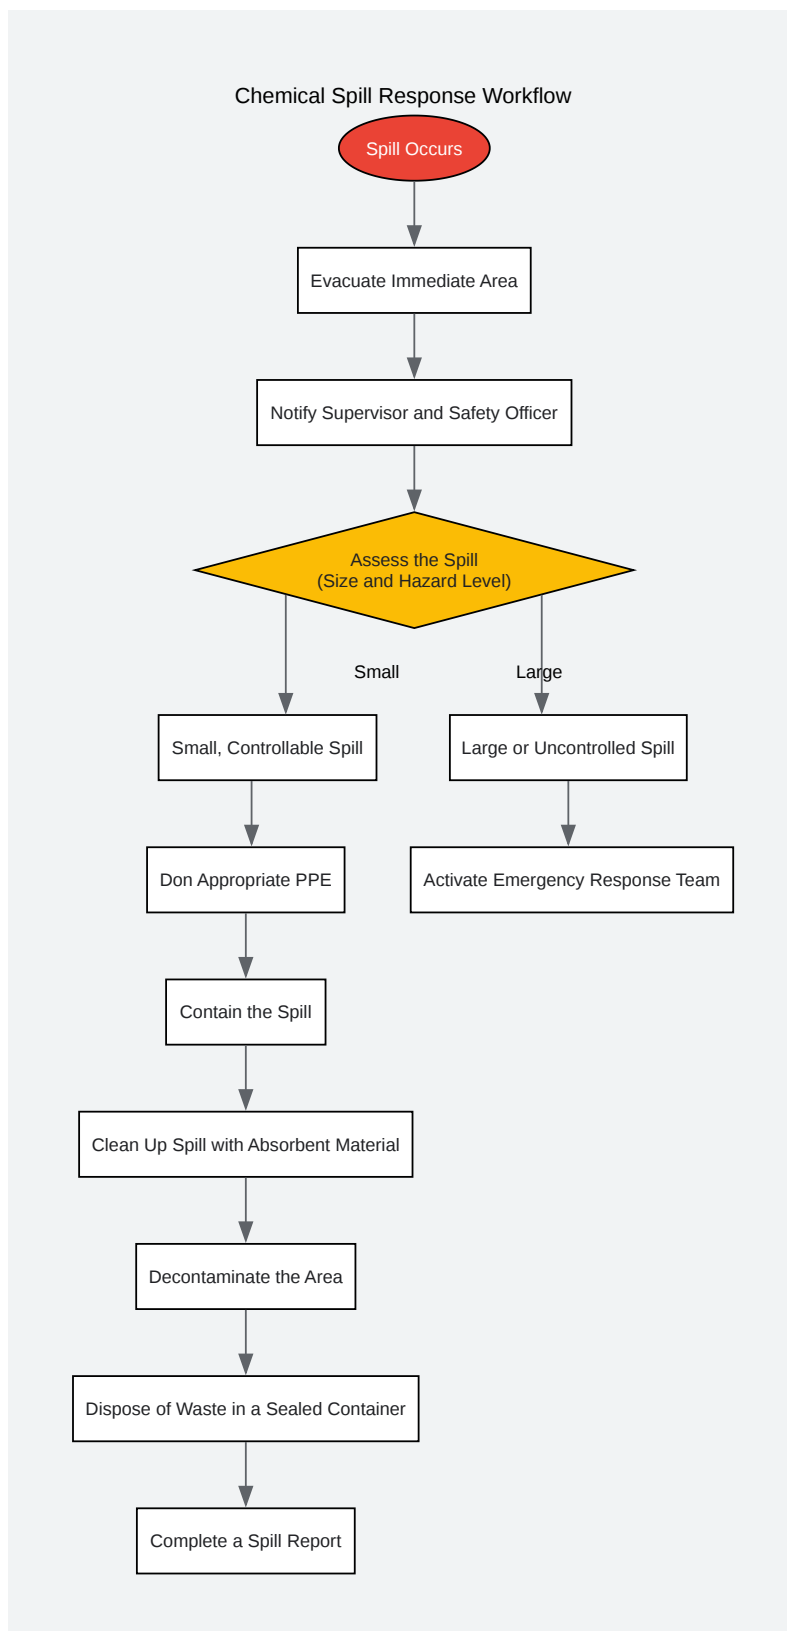 Chemical Spill Response Workflow
Spill Occurs
Evacuate Immediate Area
Notify Supervisor and Safety Officer
Assess the Spill
(Size and Hazard Level)
Small
Large
Small, Controllable Spill
Large or Uncontrolled Spill
Don Appropriate PPE
Activate Emergency Response Team
Contain the Spill
Clean Up Spill with Absorbent Material
Decontaminate the Area
Dispose of Waste in a Sealed Container
Complete a Spill Report